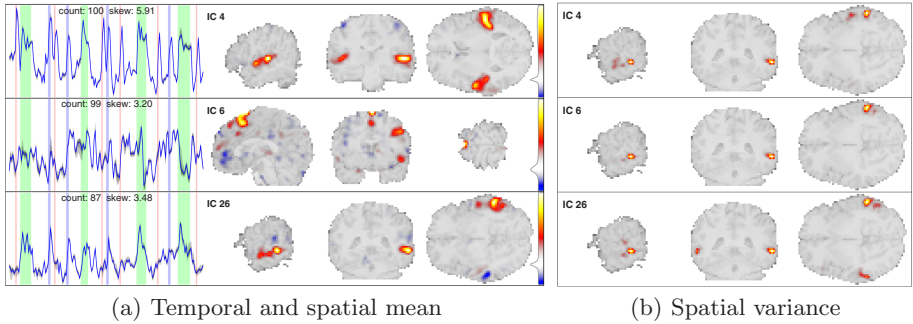 count: 100 skew: 5.91
IC 4
IC 4
count: 99 skew: 3.20
IC 6
IC 6
count: 87 skew: 3.48
IC 26
IC 26
(a) Temporal and spatial mean
(b) Spatial variance